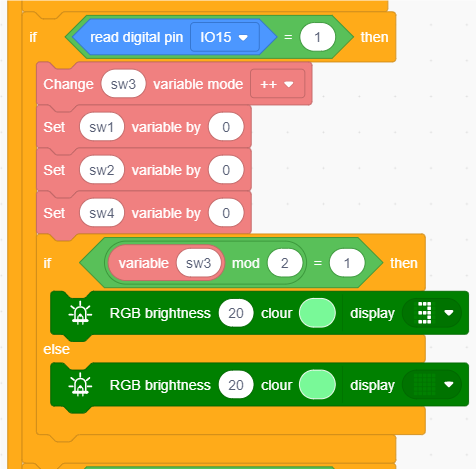 if read digital pin IO15 = 1 then
Change sw3 variable mode ++
Set sw1 variable by 0
Set sw2 variable by 0
Set sw4 variable by 0
if variable sw3 mod 2 = 1 then
RGB brightness 20 clour display
else
RGB brightness 20 clour display